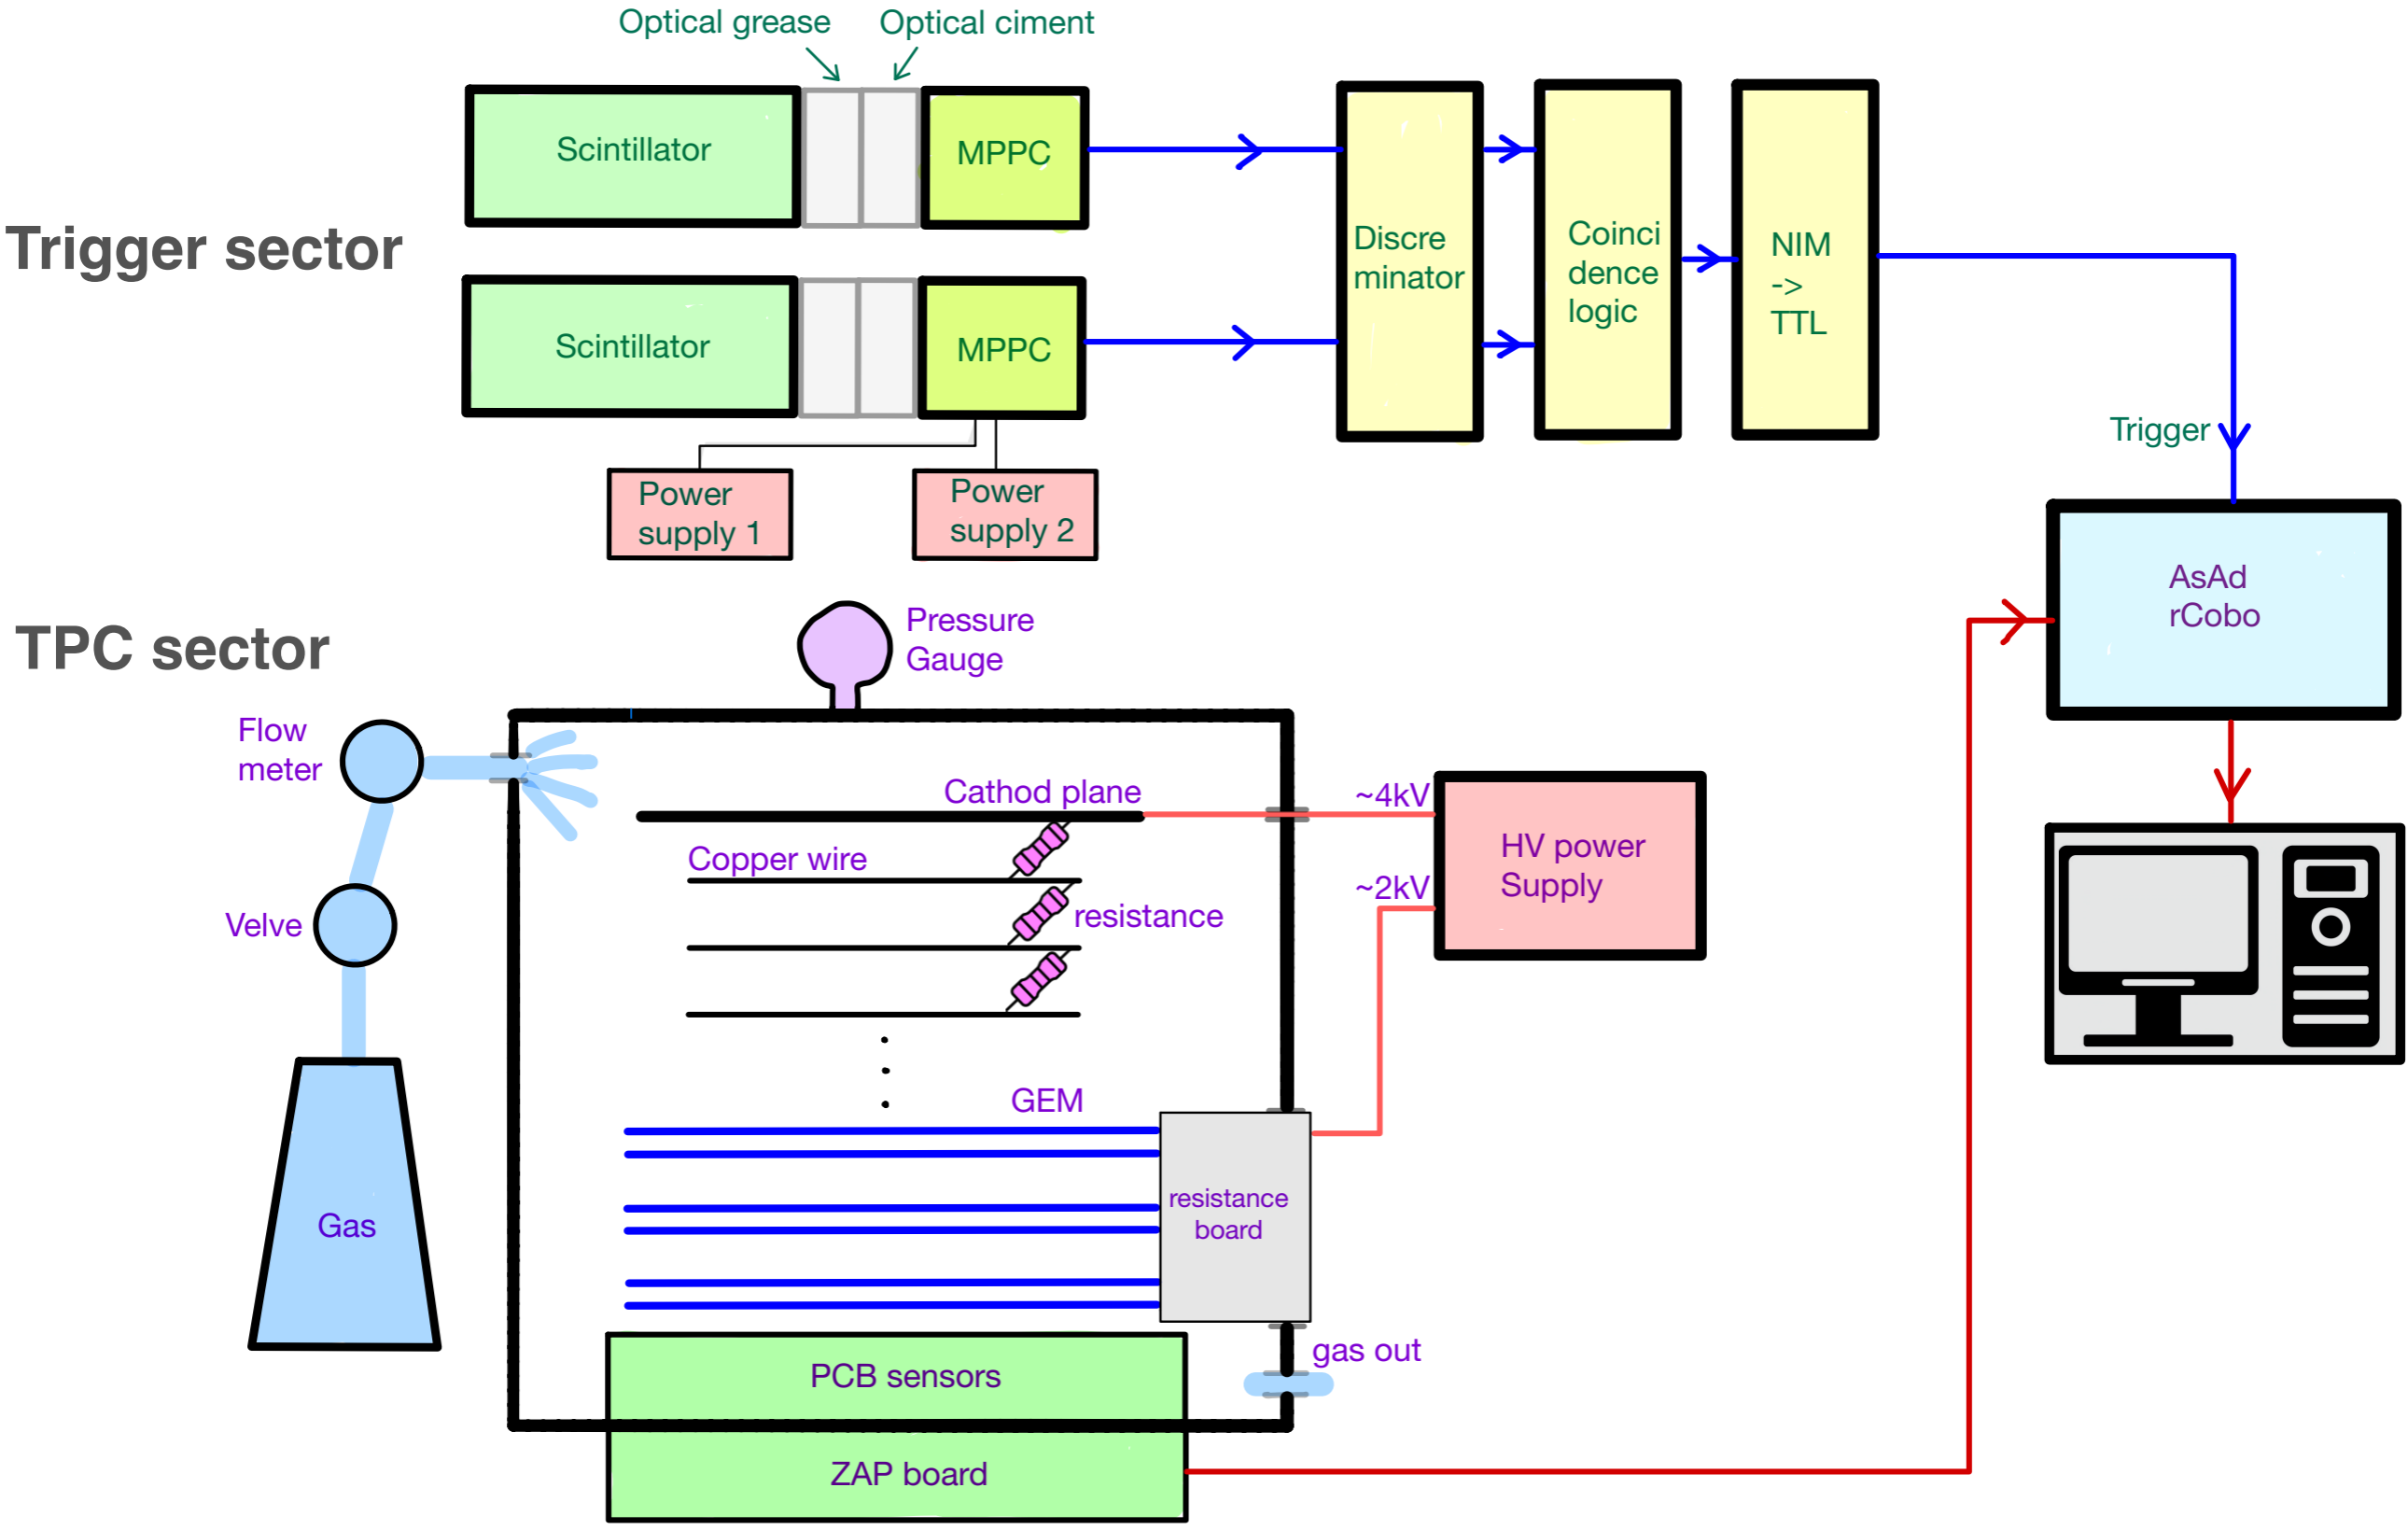 Optical grease
Optical ciment
Scintillator
MPPC
Discre
minator
Coinci
dence
logic
NIM
->
TTL
Trigger sector
Scintillator
MPPC
Trigger
Power
supply 1
Power
supply 2
AsAd
rCobo
TPC sector
Pressure
Gauge
Flow
meter
Cathod plane
~4kV
HV power
Supply
Copper wire
~2kV
resistance
Velve
GEM
resistance
board
Gas
gas out
PCB sensors
ZAP board